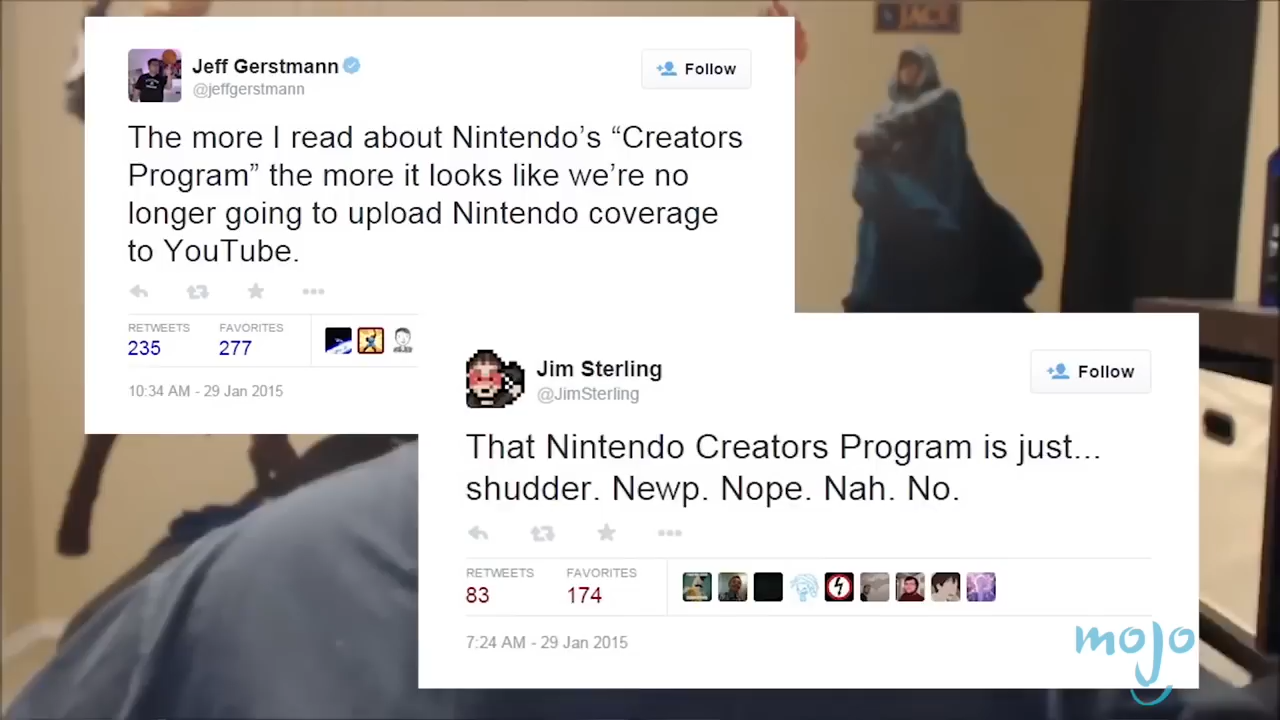 JACE
Jeff Gerstmann
@jeffgerstmann
Follow
The more I read about Nintendo’s “Creators
Program” the more it looks like we’re no
longer going to upload Nintendo coverage
to YouTube.
RETWEETS
FAVORITES
235
277
10:34 AM - 29 Jan 2015
Jim Sterling
@JimSterling
Follow
That Nintendo Creators Program is just...
shudder. Newp. Nope. Nah. No.
RETWEETS
FAVORITES
83
174
7:24 AM - 29 Jan 2015
mojo